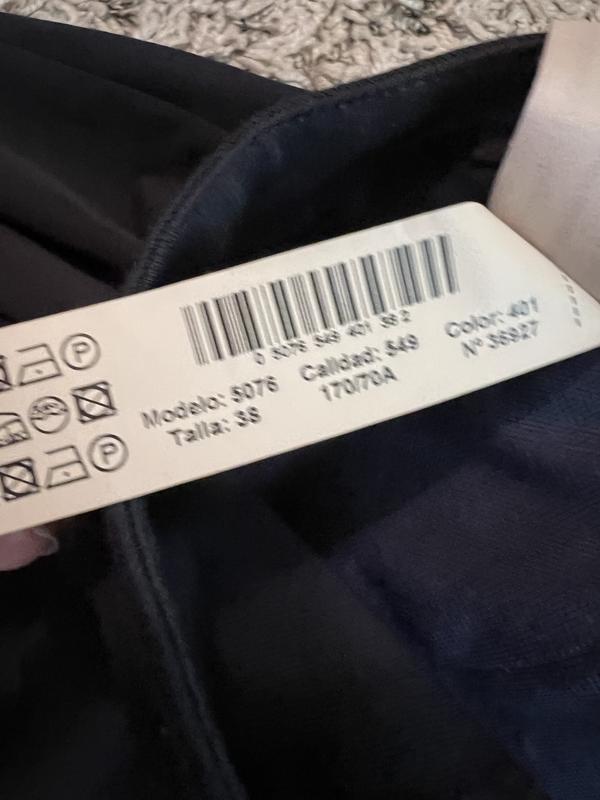 0 5076 549 401 38 2
Modelo: 5076 Calidad: 549 Color: 401
Talla: 38 170/70A Nº 36927
P
P